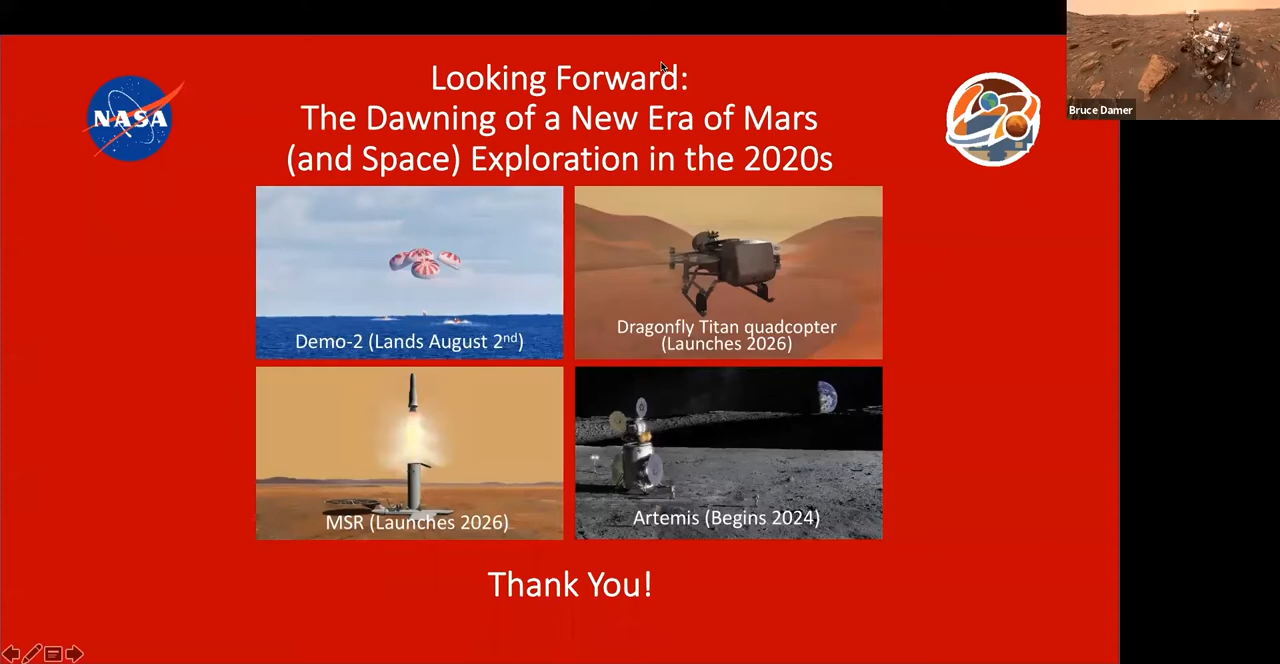 Looking Forward:
The Dawning of a New Era of Mars
(and Space) Exploration in the 2020s
NASA
Bruce Damer
Demo-2 (Lands August 2nd)
Dragonfly Titan quadcopter
(Launches 2026)
MSR (Launches 2026)
Artemis (Begins 2024)
Thank You!